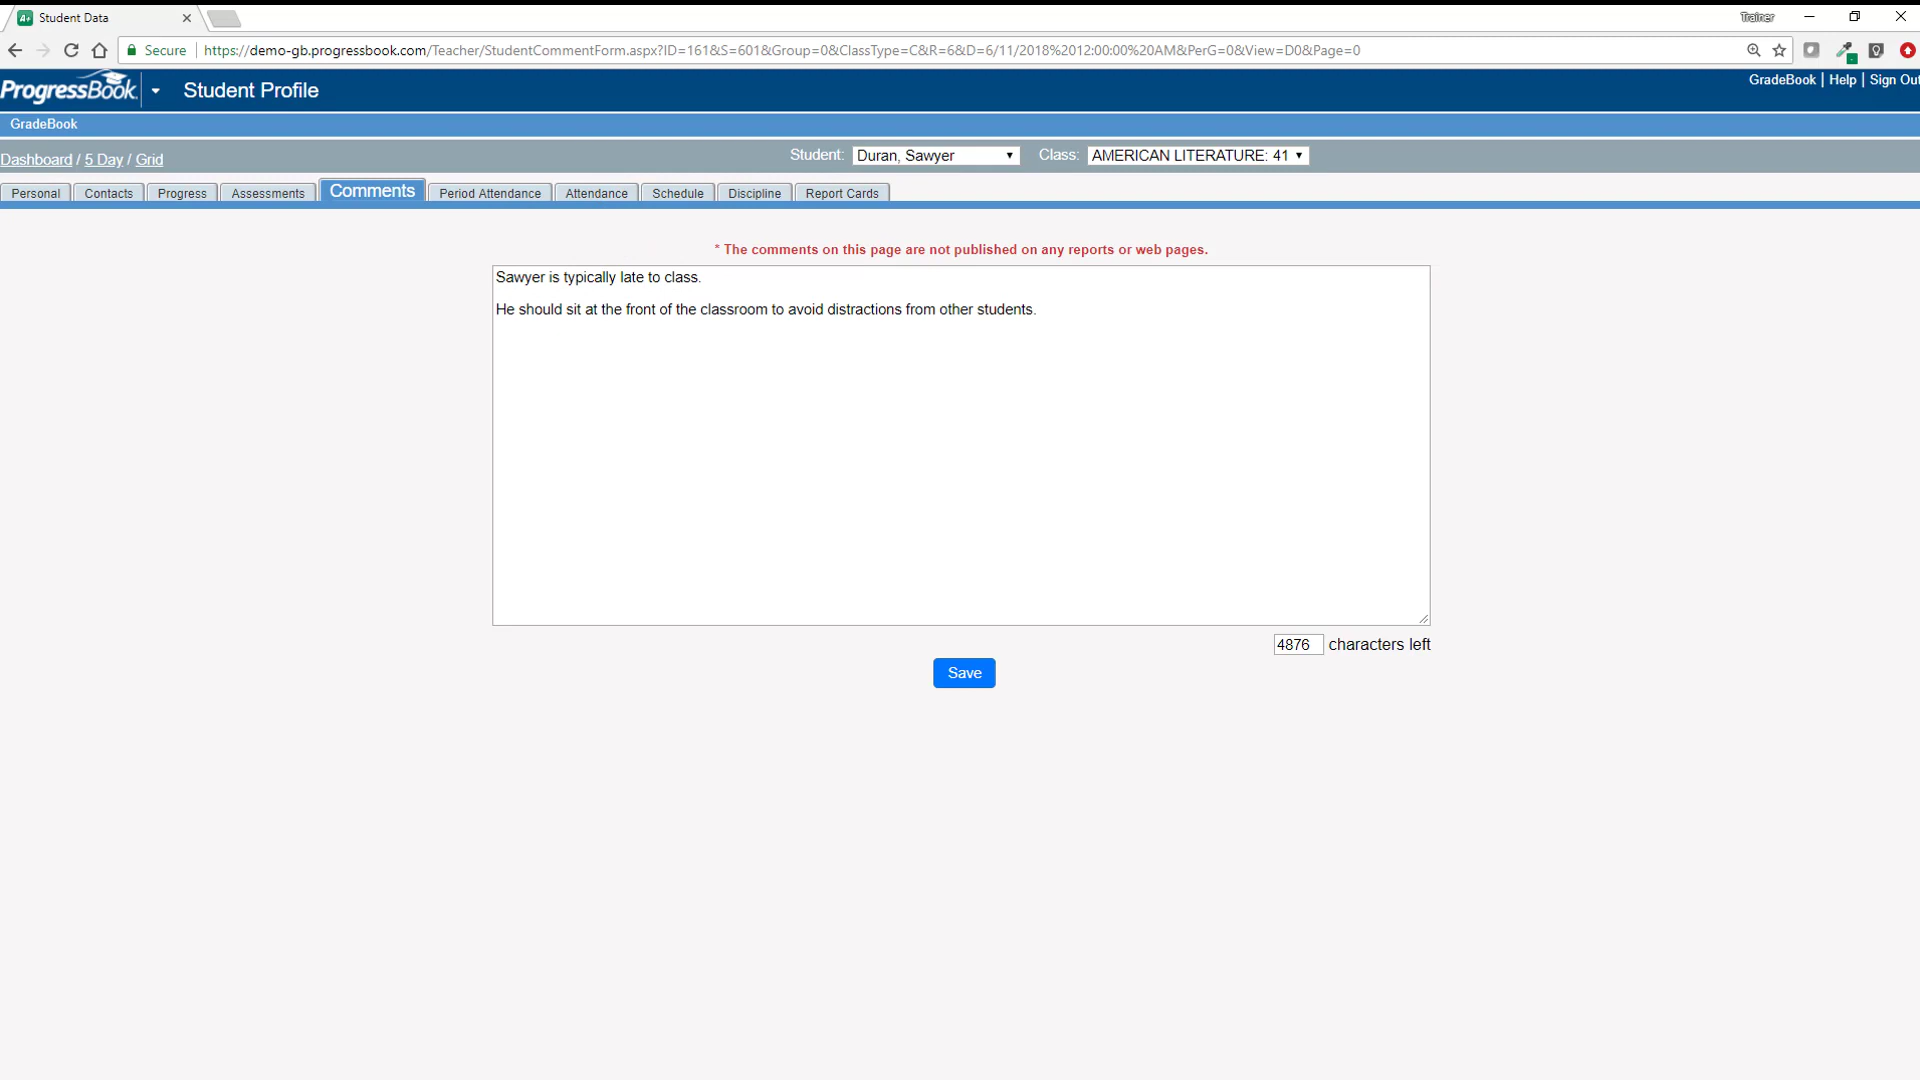 Student Data
Trainer
Secure https://demo-gb.progressbook.com/Teacher/StudentCommentForm.aspx?ID=161&S=601&Group=0&ClassType=C&R=6&D=6/11/2018%2012:00:00%20AM&PerG=0&View=D0&Page=0
ProgressBook Student Profile GradeBook | Help | Sign Out
GradeBook
Dashboard / 5 Day / Grid Student: Duran, Sawyer Class: AMERICAN LITERATURE: 41
Personal Contacts Progress Assessments Comments Period Attendance Attendance Schedule Discipline Report Cards
* The comments on this page are not published on any reports or web pages.
Sawyer is typically late to class.
He should sit at the front of the classroom to avoid distractions from other students.
4876 characters left
Save